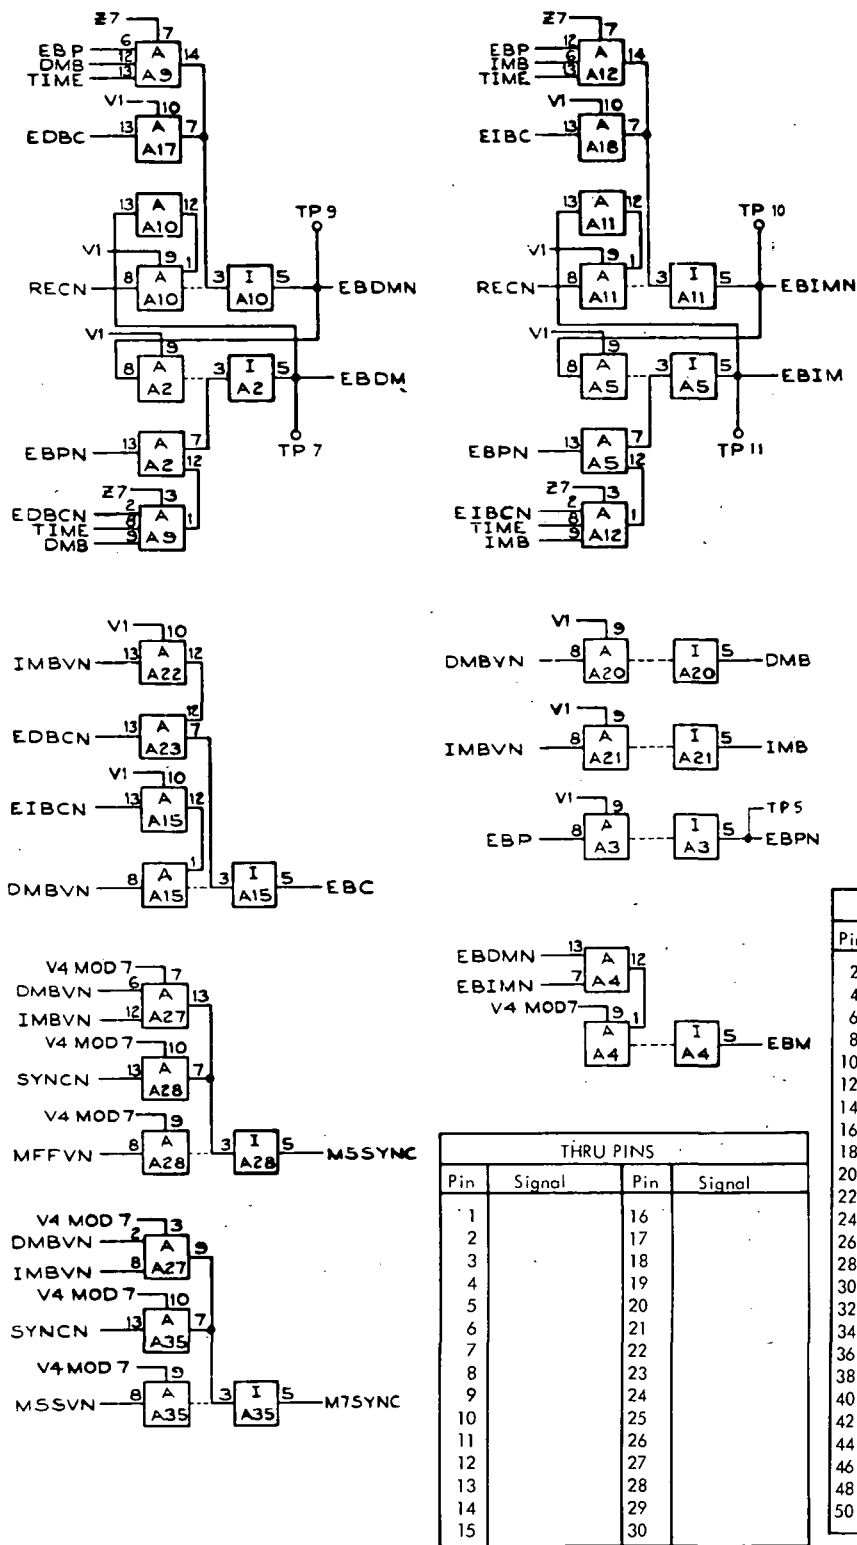 Z7
7
EBP 6 A 14
DMB 12
TIME 13 A9
V1 10
EDBC 13 A 7
A17
13 A 12
A10
TP 9
V1 9
RECN 8 A 1 3 I 5 EBDMN
A10 A10
V1 9
8 A 3 I 5 EBDM
A2 A2
EBPN 13 A 7
A2 12
TP 7
Z7 3
EDBCN 2 A 1
TIME 8
DMB 9 A9
Z7
7
EBP 12 A 14
IMB 6
TIME 13 A12
V1 10
EIBC 13 A 7
A18
13 A 12
A11
TP 10
V1 9
RECN 8 A 1 3 I 5 EBIMN
A11 A11
V1 9
8 A 3 I 5 EBIM
A5 A5
EBPN 13 A 7
A5 12
TP 11
Z7 3
EIBCN 2 A 1
TIME 8
IMB 9 A12
V1 10
IMBVN 13 A 12
A22
12
EDBCN 13 A 7
A23
V1 10
EIBCN 13 A 12
A15
DMBVN 8 A 1 3 I 5 EBC
A15 A15
V1 9
DMBVN 8 A I 5 DMB
A20 A20
V1 9
IMBVN 8 A I 5 IMB
A21 A21
V1 9
TP5
EBP 8 A I 5 EBPN
A3 A3
EBDMN 13 A 12
EBIMN 7 A4
V4 MOD7 9 1
A I 5 EBM
A4 A4
V4 MOD 7 7
DMBVN 6 A 13
IMBVN 12 A27
V4 MOD 7 10
SYNCN 13 A 7
A28
V4 MOD 7 9
MFFVN 8 A 3 I 5 M5SYNC
A28 A28
V4 MOD 7 3
DMBVN 2 A 9
IMBVN 8 A27
V4 MOD 7 10
SYNCN 13 A 7
A35
V4 MOD 7 9
MSSVN 8 A 3 I 5 M7SYNC
A35 A35
THRU PINS
Pin Signal Pin Signal
1 16
2 17
3 18
4 19
5 20
6 21
7 22
8 23
9 24
10 25
11 26
12 27
13 28
14 29
15 30
Pin
2
4
6
8
10
12
14
16
18
20
22
24
26
28
30
32
34
36
38
40
42
44
46
48
50